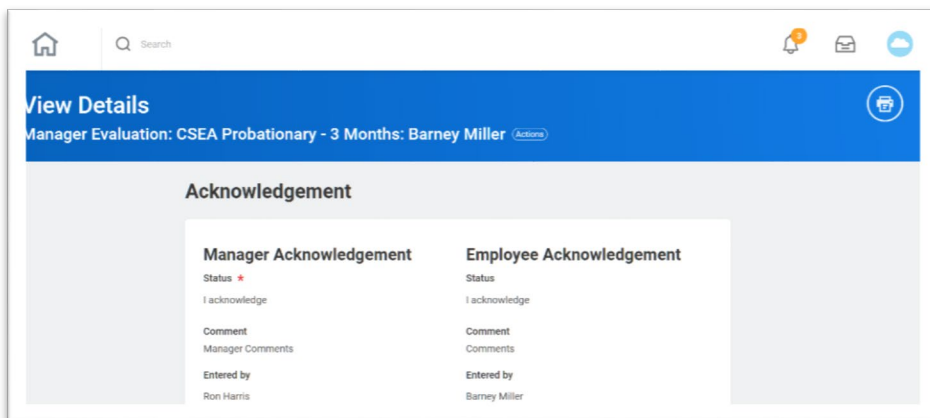 Search
3
View Details
Manager Evaluation: CSEA Probationary - 3 Months: Barney Miller Actions
Acknowledgement
Manager Acknowledgement
Status *
I acknowledge
Comment
Manager Comments
Entered by
Ron Harris
Employee Acknowledgement
Status
I acknowledge
Comment
Comments
Entered by
Barney Miller